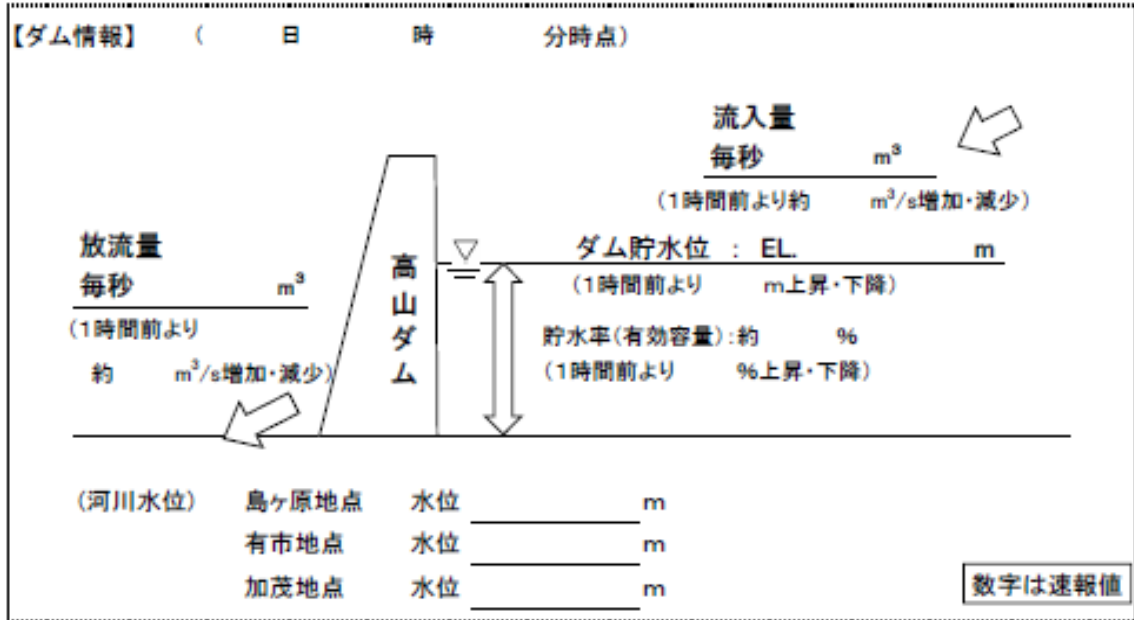 【ダム情報】 ( 日 時 分時点)
流入量
毎秒 m³
(1時間前より約 m³/s増加・減少)
放流量
毎秒 m³
(1時間前より
約 m³/s増加・減少)
高山ダム
ダム貯水位 : EL. m
(1時間前より m上昇・下降)
貯水率(有効容量):約 %
(1時間前より %上昇・下降)
(河川水位) 島ヶ原地点 水位 m
有市地点 水位 m
加茂地点 水位 m
数字は速報値